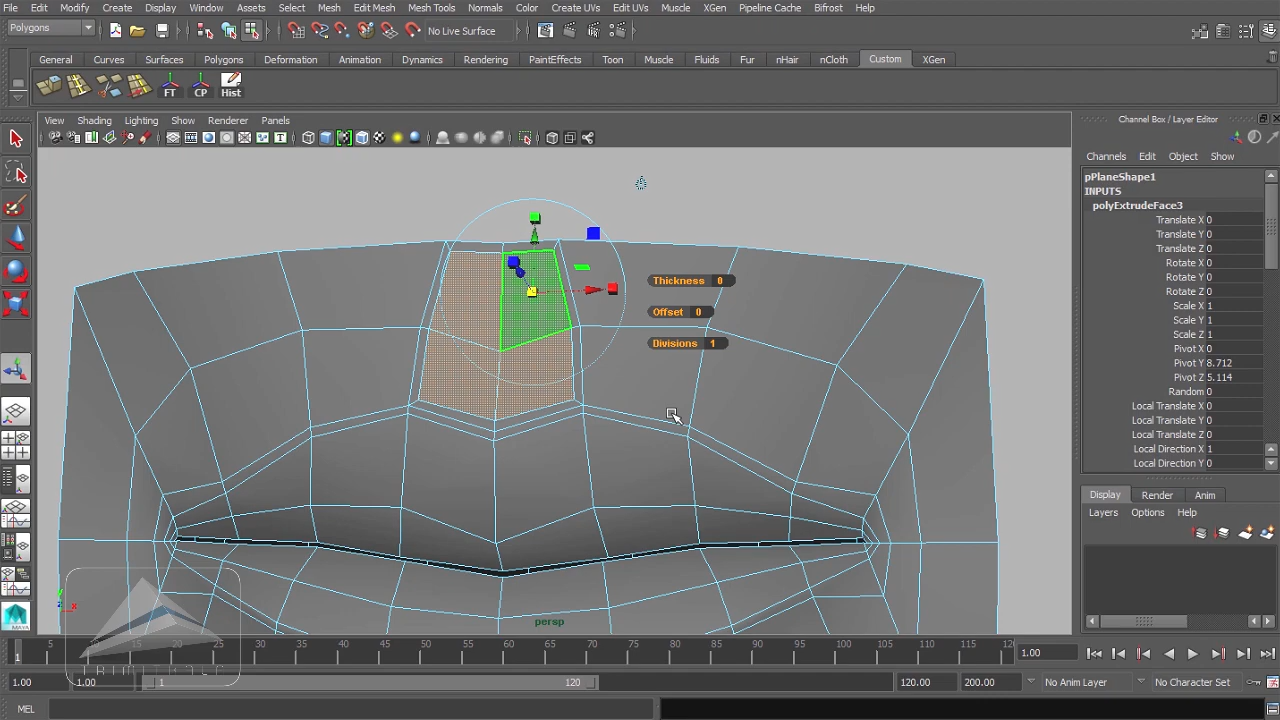 File Edit Modify Create Display Window Assets Select Mesh Edit Mesh Mesh Tools Normals Color Create UVs Edit UVs Muscle XGen Pipeline Cache Bifrost Help
Polygons No Live Surface
General Curves Surfaces Polygons Deformation Animation Dynamics Rendering PaintEffects Toon Muscle Fluids Fur nHair nCloth Custom XGen
FT CP Hist
View Shading Lighting Show Renderer Panels
Channel Box / Layer Editor
Channels Edit Object Show
pPlaneShape1
INPUTS
polyExtrudeFace3
Translate X 0
Translate Y 0
Translate Z 0
Rotate X 0
Rotate Y 0
Rotate Z 0
Scale X 1
Scale Y 1
Scale Z 1
Pivot X 0
Pivot Y 8.712
Pivot Z 5.114
Random 0
Local Translate X 0
Local Translate Y 0
Local Translate Z 0
Local Direction X 1
Local Direction Y 0
Thickness 0
Offset 0
Divisions 1
Display Render Anim
Layers Options Help
persp
y
z x
MAYA
1 5 10 15 20 25 30 35 40 45 50 55 60 65 70 75 80 85 90 95 100 105 110 115 120 1.00
1.00 1.00 1 120 120.00 200.00 No Anim Layer No Character Set
MEL